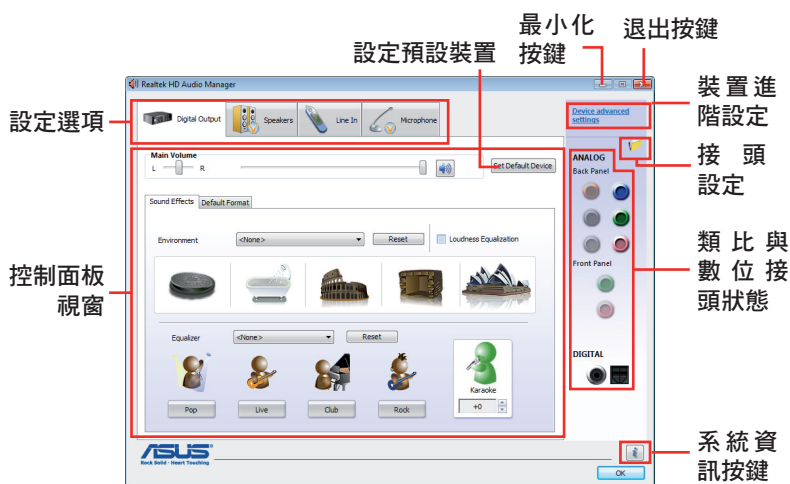 最小化
按鍵
退出按鍵
設定預設裝置
Realtek HD Audio Manager
設定選項
Digital Output
Speakers
Line In
Microphone
Device advanced
settings
裝置進
階設定
Main Volume
L
R
Set Default Device
ANALOG
Back Panel
接頭
設定
Sound Effects
Default Format
Environment
<None>
Reset
Loudness Equalization
控制面板
視窗
Front Panel
類比與
數位接
頭狀態
Equalizer
<None>
Reset
DIGITAL
Karaoke
Pop
Live
Club
Rock
+0
ASUS
Rock Solid · Heart Touching
OK
系統資
訊按鍵